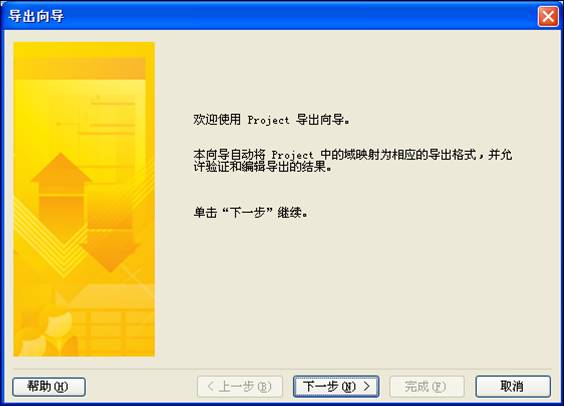 导出向导
欢迎使用 Project 导出向导。
本向导自动将 Project 中的域映射为相应的导出格式，并允
许验证和编辑导出的结果。
单击“下一步”继续。
帮助(H)
< 上一步(B)
下一步(N) >
完成(F)
取消